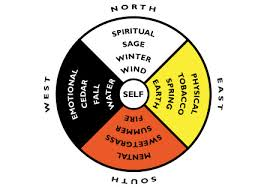 NORTH
SPIRITUAL
SAGE
WINTER
WIND
WEST
EMOTIONAL
CEDAR
FALL
WATER
SELF
EARTH
SPRING
TOBACCO
PHYSICAL
EAST
FIRE
SUMMER
SWEETGRASS
MENTAL
SOUTH